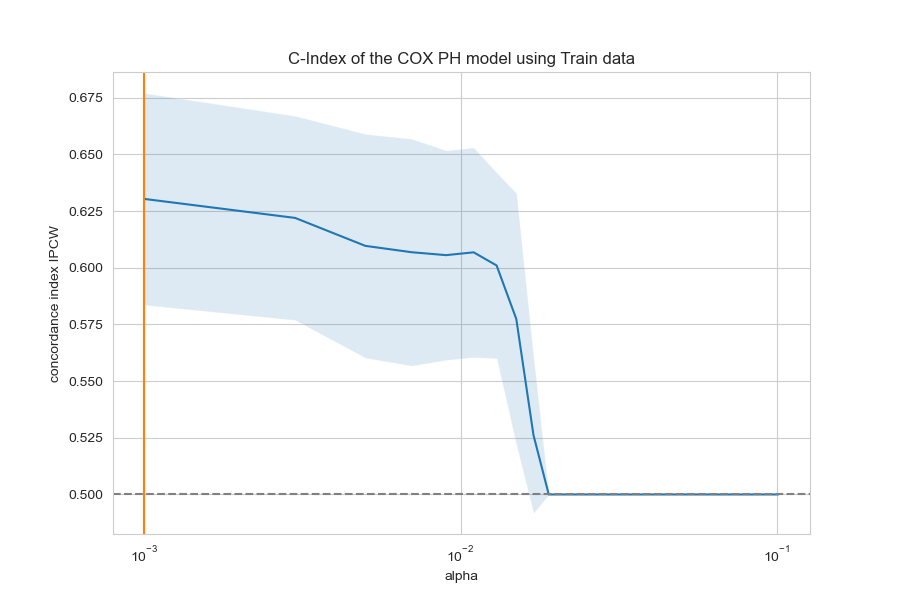 C-Index of the COX PH model using Train data
concordance index IPCW
0.675
0.650
0.625
0.600
0.575
0.550
0.525
0.500
10⁻³ 10⁻² 10⁻¹
alpha